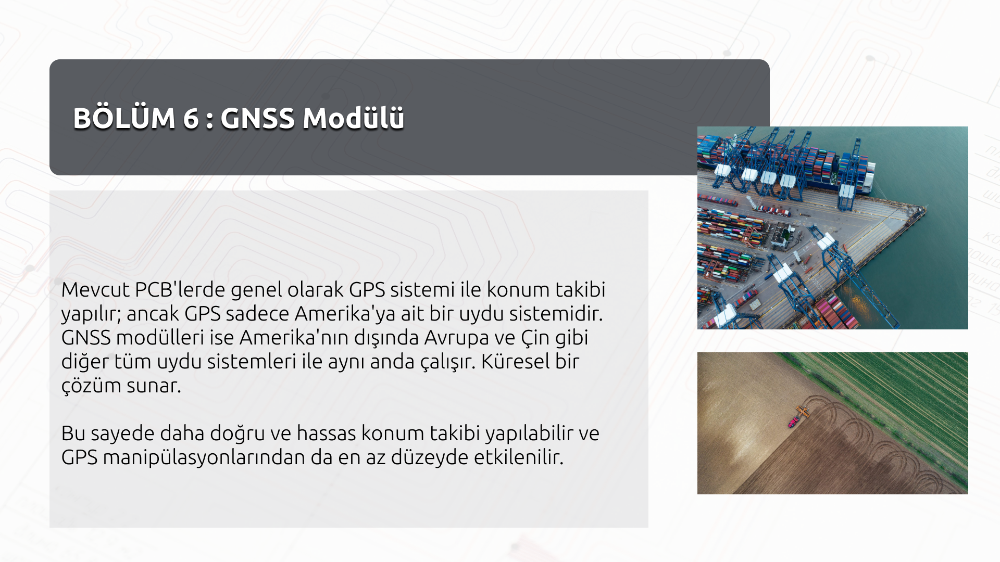 BÖLÜM 6 : GNSS Modülü
Mevcut PCB'lerde genel olarak GPS sistemi ile konum takibi
yapılır; ancak GPS sadece Amerika'ya ait bir uydu sistemidir.
GNSS modülleri ise Amerika'nın dışında Avrupa ve Çin gibi
diğer tüm uydu sistemleri ile aynı anda çalışır. Küresel bir
çözüm sunar.
Bu sayede daha doğru ve hassas konum takibi yapılabilir ve
GPS manipülasyonlarından da en az düzeyde etkilenilir.